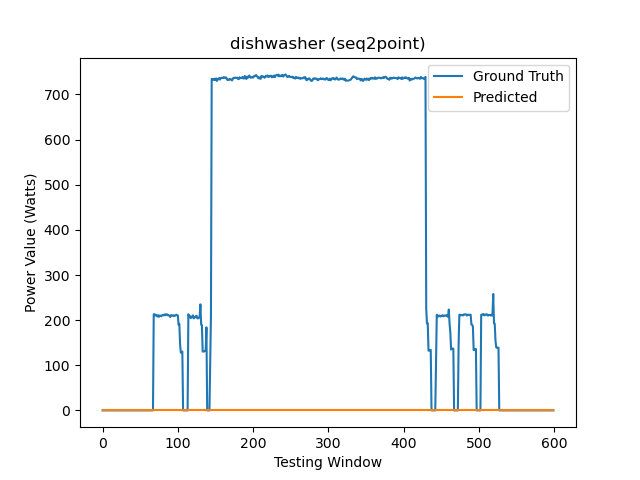 dishwasher (seq2point)
Ground Truth
Predicted
Power Value (Watts)
700
600
500
400
300
200
100
0
0 100 200 300 400 500 600
Testing Window